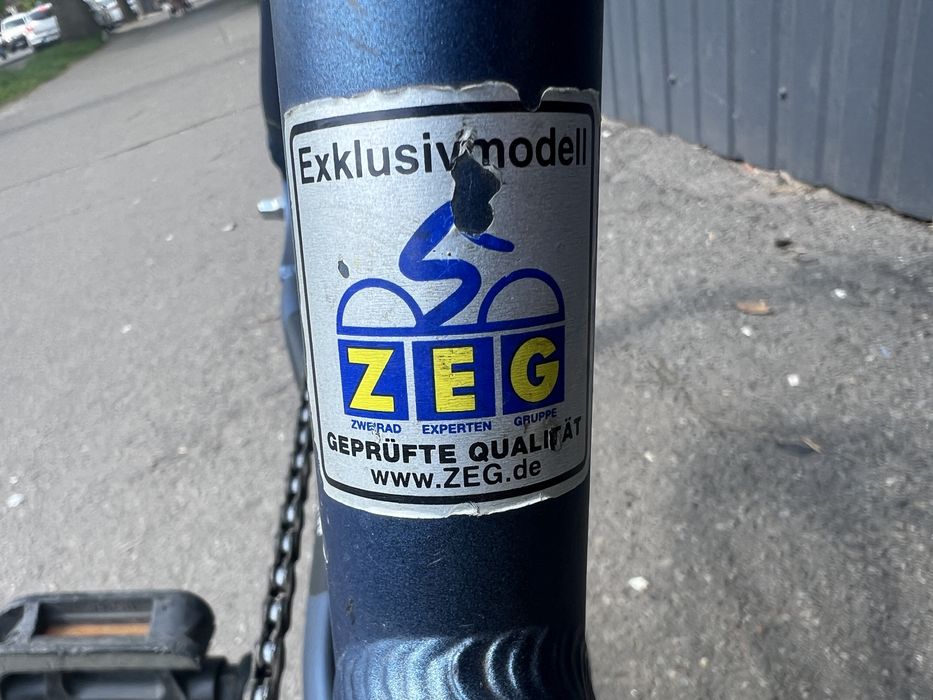 Exklusivmodell
ZEG
ZWEIRAD EXPERTEN GRUPPE
GEPRÜFTE QUALITÄT
www.ZEG.de